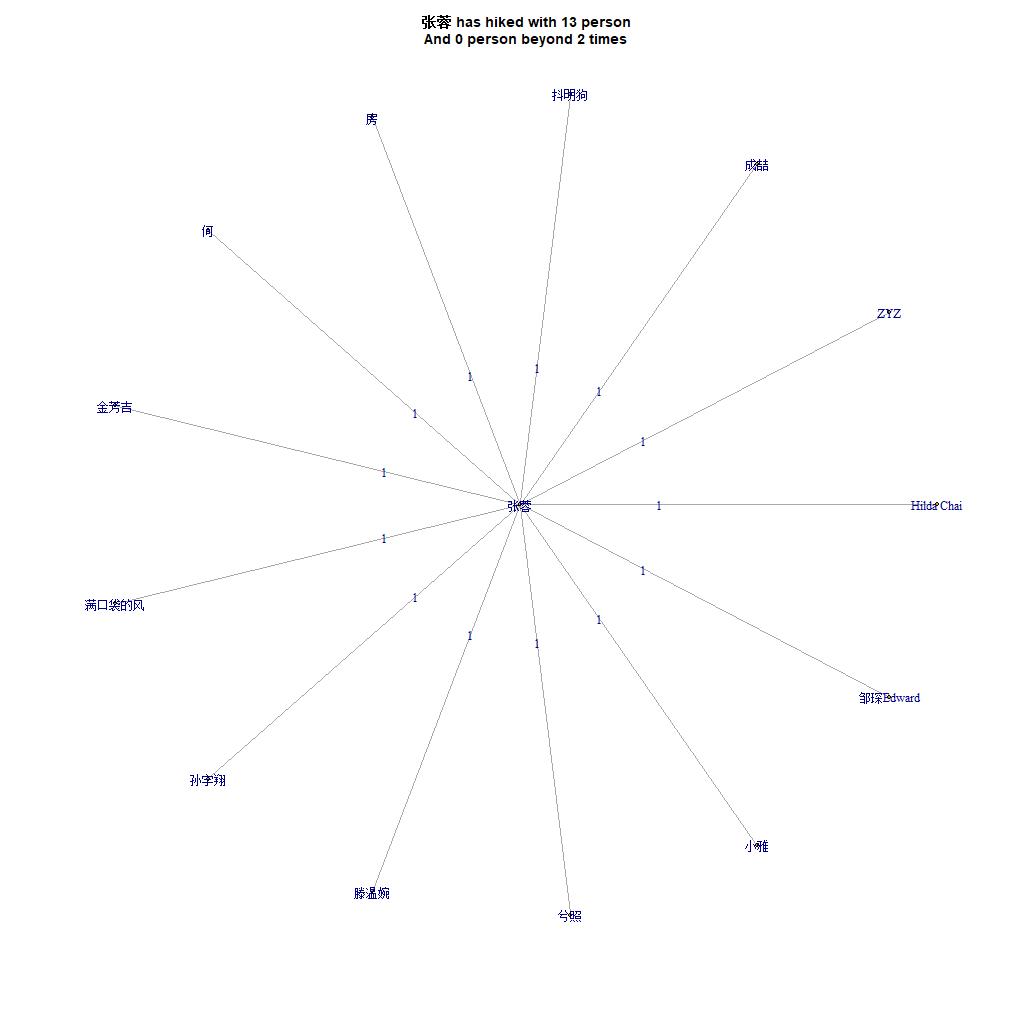 张蓉 has hiked with 13 person
And 0 person beyond 2 times
抖明狗
房
成喆
何
ZYZ
1
1
1
金芳吉
1
1
1
1
张蓉
1
Hilda Chai
1
1
1
满口袋的风
1
1
1
邹琛Edward
孙字翔
小雅
滕温婉
兮照